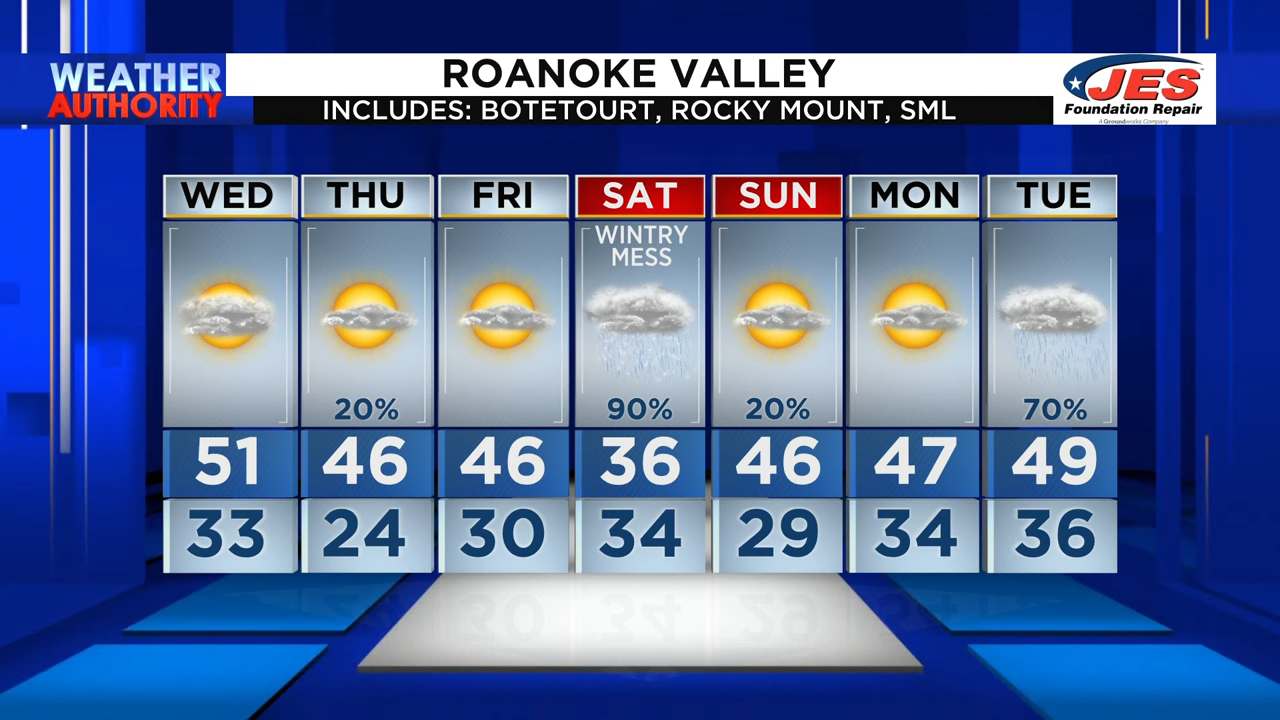 WEATHER
AUTHORITY
ROANOKE VALLEY
INCLUDES: BOTETOURT, ROCKY MOUNT, SML
JES
Foundation Repair
A Groundworks Company
WED THU FRI SAT SUN MON TUE
WINTRY
MESS
20% 90% 20% 70%
51 46 46 36 46 47 49
33 24 30 34 29 34 36